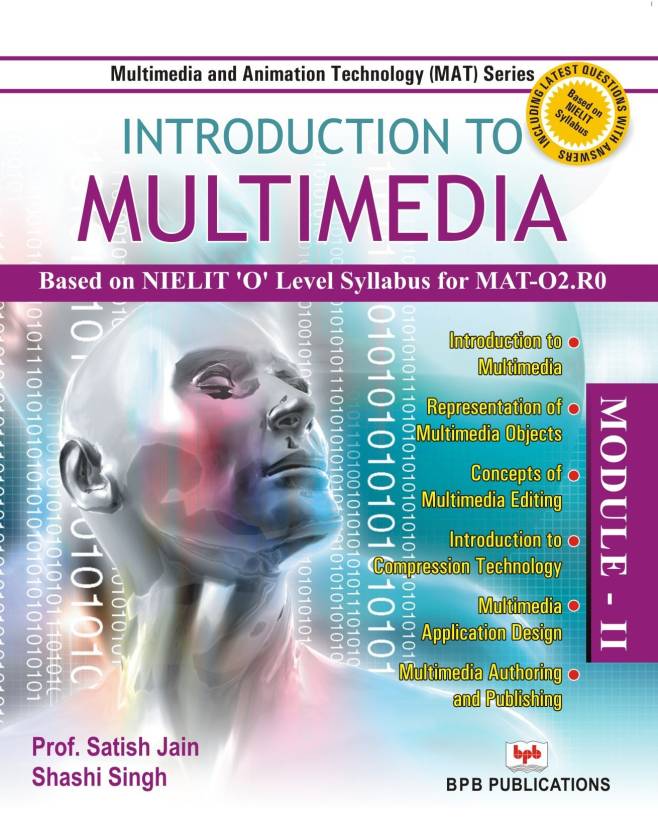 Multimedia and Animation Technology (MAT) Series
INCLUDING LATEST QUESTIONS WITH ANSWERS
Based on
NIELIT
Syllabus
INTRODUCTION TO
MULTIMEDIA
Based on NIELIT 'O' Level Syllabus for MAT-O2.R0
Introduction to
Multimedia
Representation of
Multimedia Objects
Concepts of
Multimedia Editing
Introduction to
Compression Technology
Multimedia
Application Design
Multimedia Authoring
and Publishing
MODULE - II
Prof. Satish Jain
Shashi Singh
bpb
BPB PUBLICATIONS